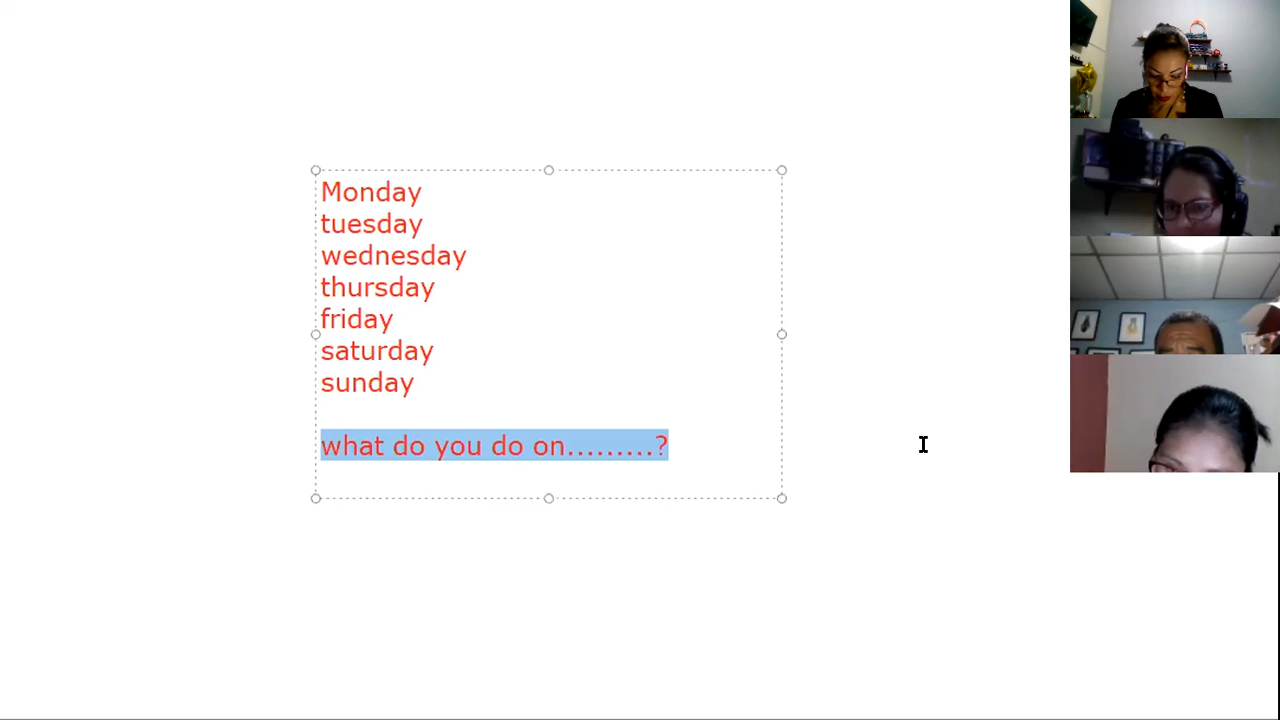 Monday
tuesday
wednesday
thursday
friday
saturday
sunday
what do you do on.........?